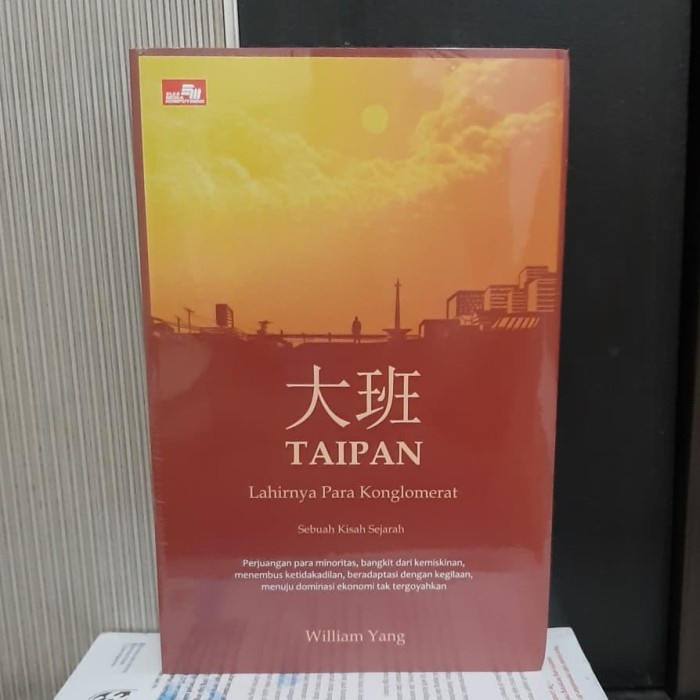 大班
TAIPAN
Lahirnya Para Konglomerat
Sebuah Kisah Sejarah
Perjuangan para minoritas, bangkit dari kemiskinan,
menembus ketidakadilan, beradaptasi dengan kegilaan,
menuju dominasi ekonomi tak tergoyahkan
William Yang